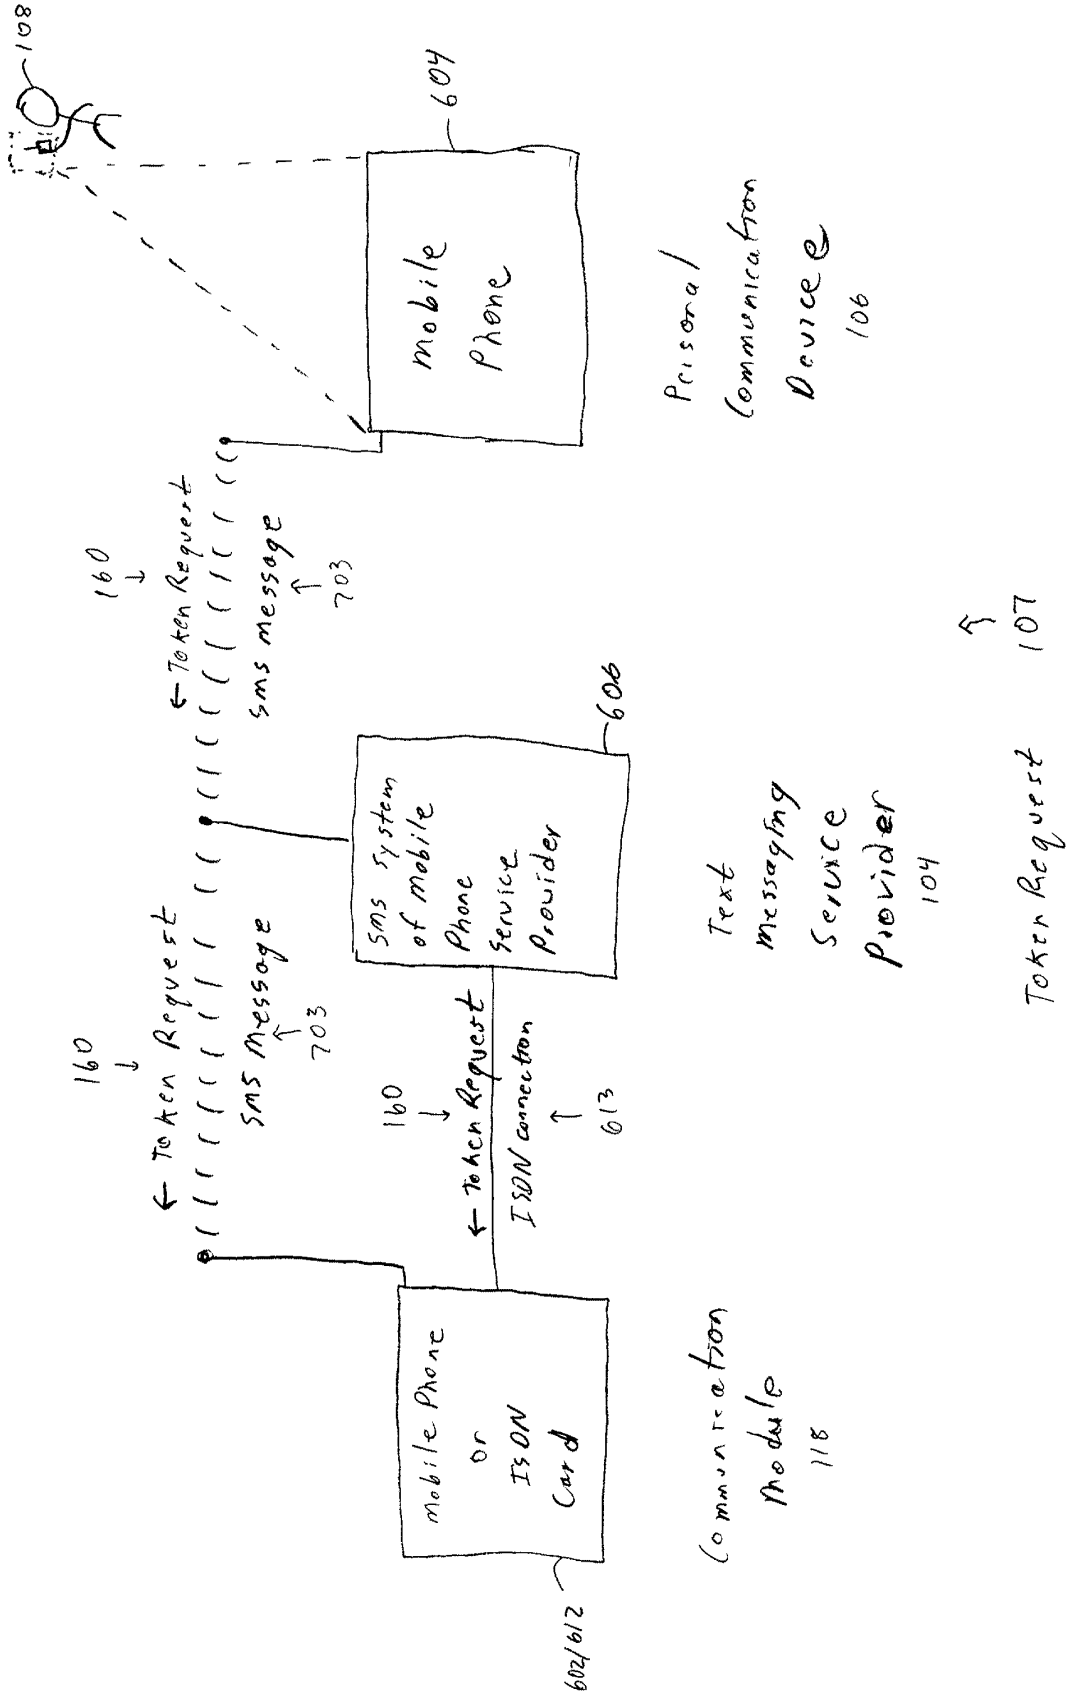 108
160
↓
← Token Request
SMS Message
↑
703
160
↓
← Token Request
SMS Message
↑
703
602/612
Mobile Phone
or
ISDN
Card
160
↓
← Token Request
ISDN connection
↑
613
SMS System
of Mobile
Phone
Service
Provider
606
Mobile
Phone
604
Communication
Module
118
Text
Messaging
Service
Provider
104
Personal
Communication
Device
106
Token Request
107